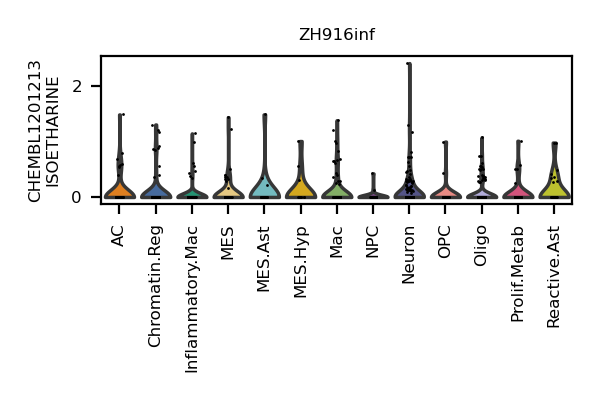 ZH916inf
CHEMBL1201213
ISOETHARINE
2
0
AC
Chromatin.Reg
Inflammatory.Mac
MES
MES.Ast
MES.Hyp
Mac
NPC
Neuron
OPC
Oligo
Prolif.Metab
Reactive.Ast